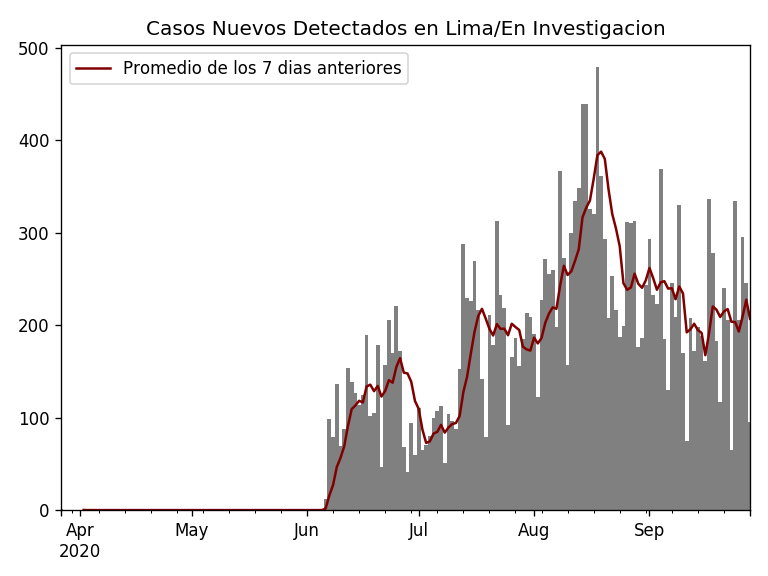 Casos Nuevos Detectados en Lima/En Investigacion
Promedio de los 7 dias anteriores
500
400
300
200
100
0
Apr
2020
May
Jun
Jul
Aug
Sep